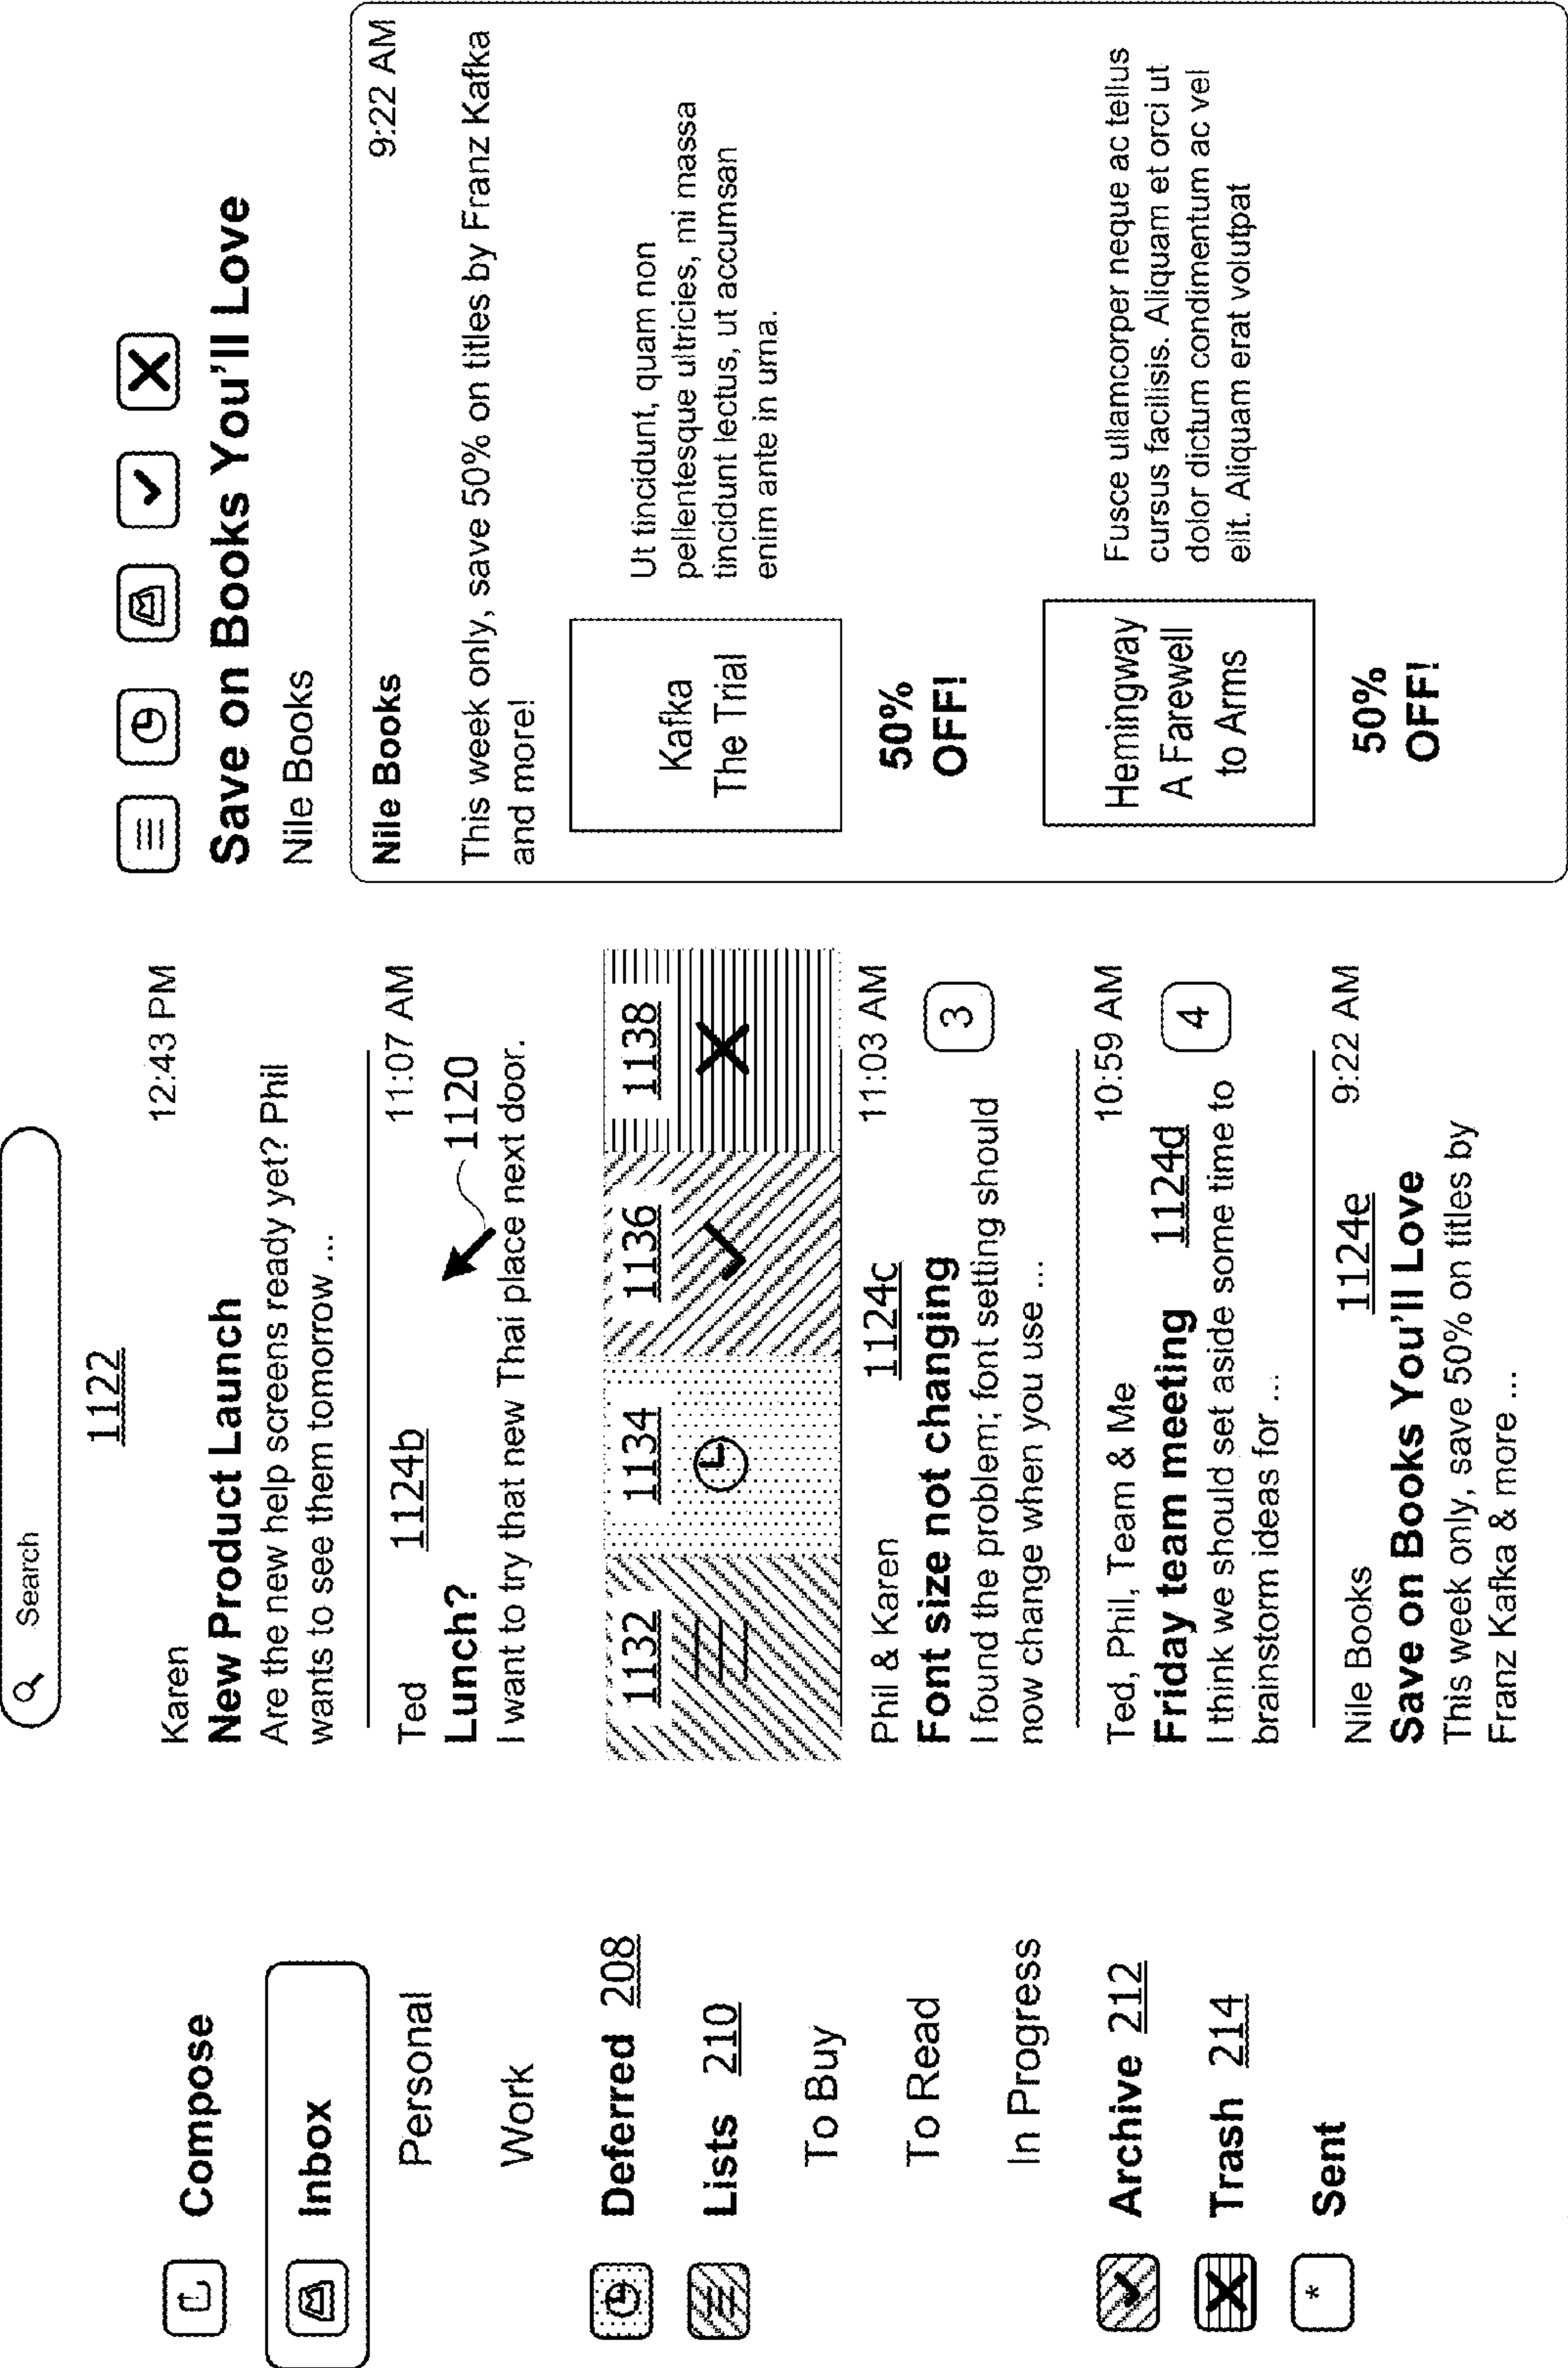 Search
Compose
Inbox
Personal
Work
Deferred 208
Lists 210
To Buy
To Read
In Progress
Archive 212
Trash 214
* Sent
1122
Karen 12:43 PM
New Product Launch
Are the new help screens ready yet? Phil
wants to see them tomorrow ...
Ted 1124b 11:07 AM
Lunch? 1120
I want to try that new Thai place next door.
1132 1134 1136 1138
Phil & Karen 1124c 11:03 AM
Font size not changing 3
I found the problem; font setting should
now change when you use ...
Ted, Phil, Team & Me 10:59 AM
Friday team meeting 1124d 4
I think we should set aside some time to
brainstorm ideas for ...
Nile Books 1124e 9:22 AM
Save on Books You'll Love
This week only, save 50% on titles by
Franz Kafka & more ...
Save on Books You'll Love
Nile Books
Nile Books 9:22 AM
This week only, save 50% on titles by Franz Kafka
and more!
Kafka
The Trial
50%
OFF!
Ut tincidunt, quam non
pellentesque ultricies, mi massa
tincidunt lectus, ut accumsan
enim ante in urna.
Hemingway
A Farewell
to Arms
50%
OFF!
Fusce ullamcorper neque ac tellus
cursus facilisis. Aliquam et orci ut
dolor dictum condimentum ac vel
elit. Aliquam erat volutpat